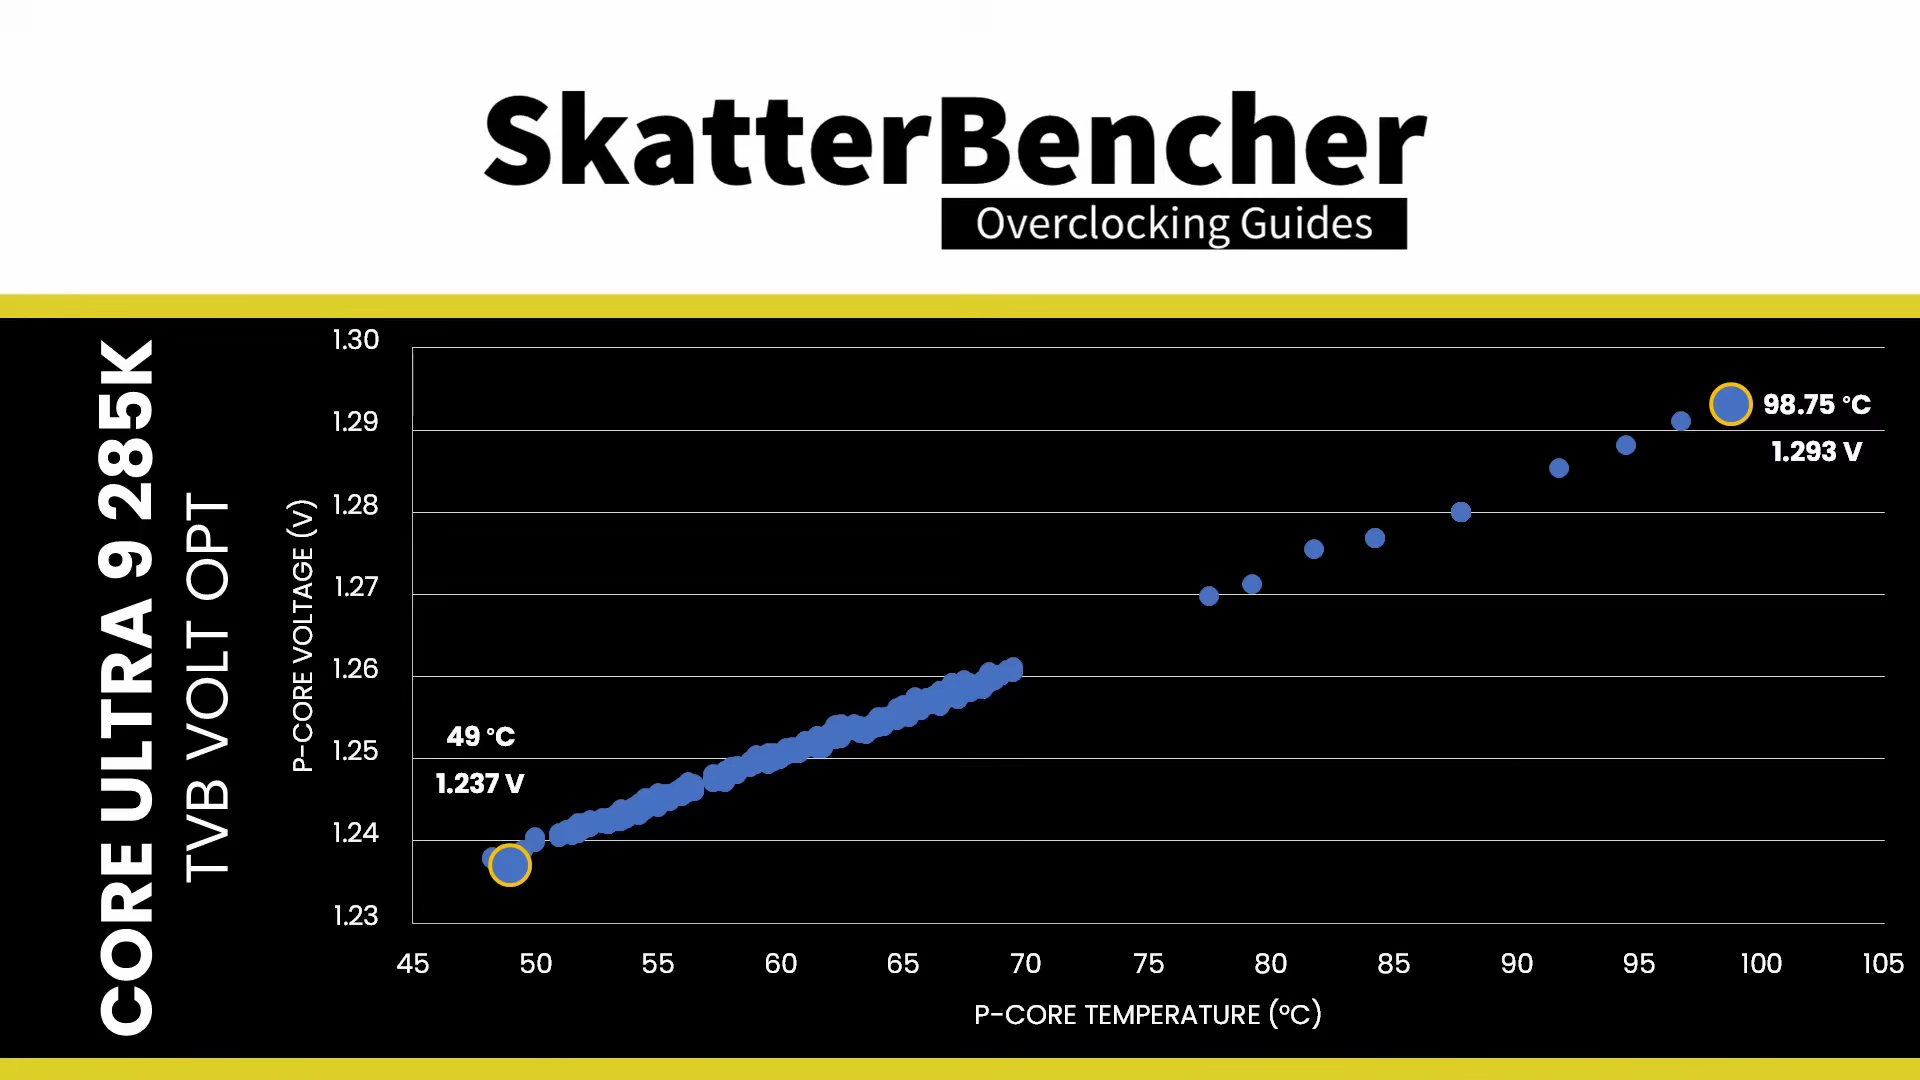 SkatterBencher
Overclocking Guides
CORE ULTRA 9 285K
TVB VOLT OPT
P-CORE VOLTAGE (V)
1.30
1.29
1.28
1.27
1.26
1.25
1.24
1.23
98.75 °C
1.293 V
49 °C
1.237 V
45 50 55 60 65 70 75 80 85 90 95 100 105
P-CORE TEMPERATURE (°C)